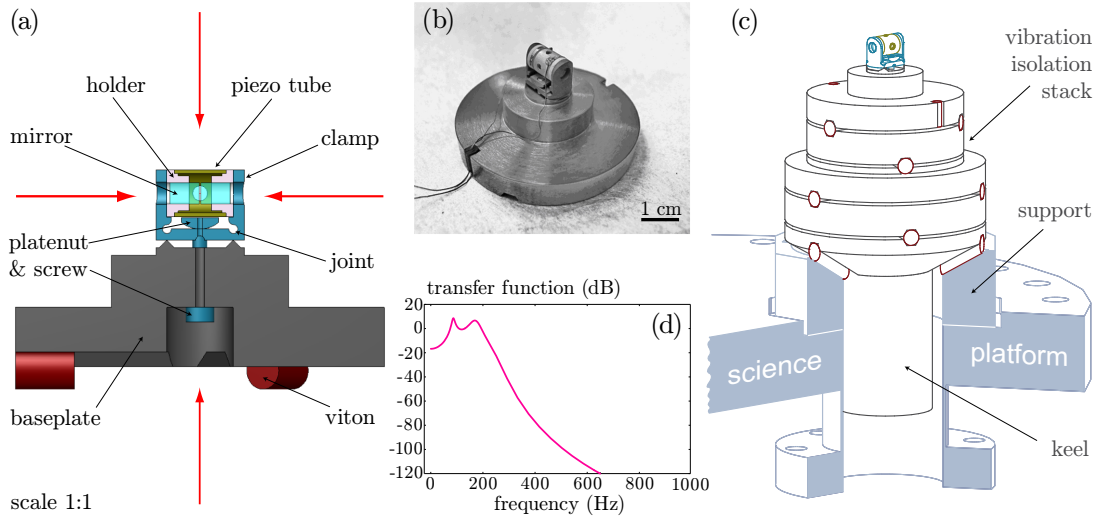 (a)
holder
piezo tube
mirror
clamp
platenut
& screw
joint
baseplate
viton
scale 1:1
(b)
1 cm
transfer function (dB)
20
0
-20
-40
-60
-80
-100
-120
(d)
0
200
400
600
800
1000
frequency (Hz)
(c)
vibration
isolation
stack
support
science
platform
keel